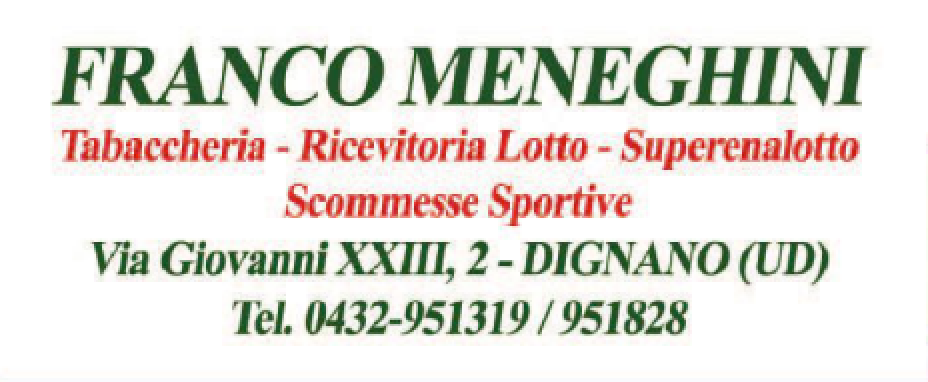 FRANCO MENEGHINI
Tabaccheria - Ricevitoria Lotto - Superenalotto
Scommesse Sportive
Via Giovanni XXIII, 2 - DIGNANO (UD)
Tel. 0432-951319 / 951828